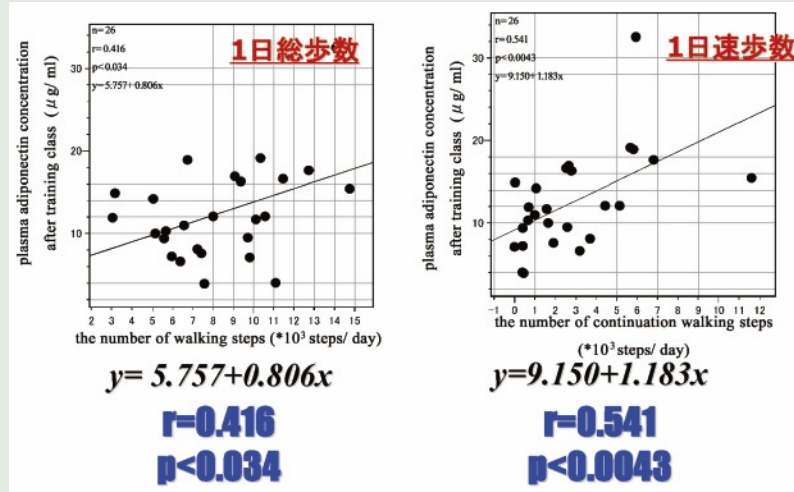 n=26
r=0.416
p<0.034
y=5.757+0.806x
1日総歩数
30
20
10
plasma adiponectin concentration
after training class (μg/ml)
2 3 4 5 6 7 8 9 10 11 12 13 14 15
the number of walking steps (*10³ steps/ day)
y= 5.757+0.806x
r=0.416
p<0.034
n=26
r=0.541
p<0.0043
y=9.150+1.183x
1日速歩数
30
20
10
plasma adiponectin concentration
after training class (μg/ml)
-1 0 1 2 3 4 5 6 7 8 9 10 11 12
the number of continuation walking steps
(*10³ steps/ day)
y=9.150+1.183x
r=0.541
p<0.0043